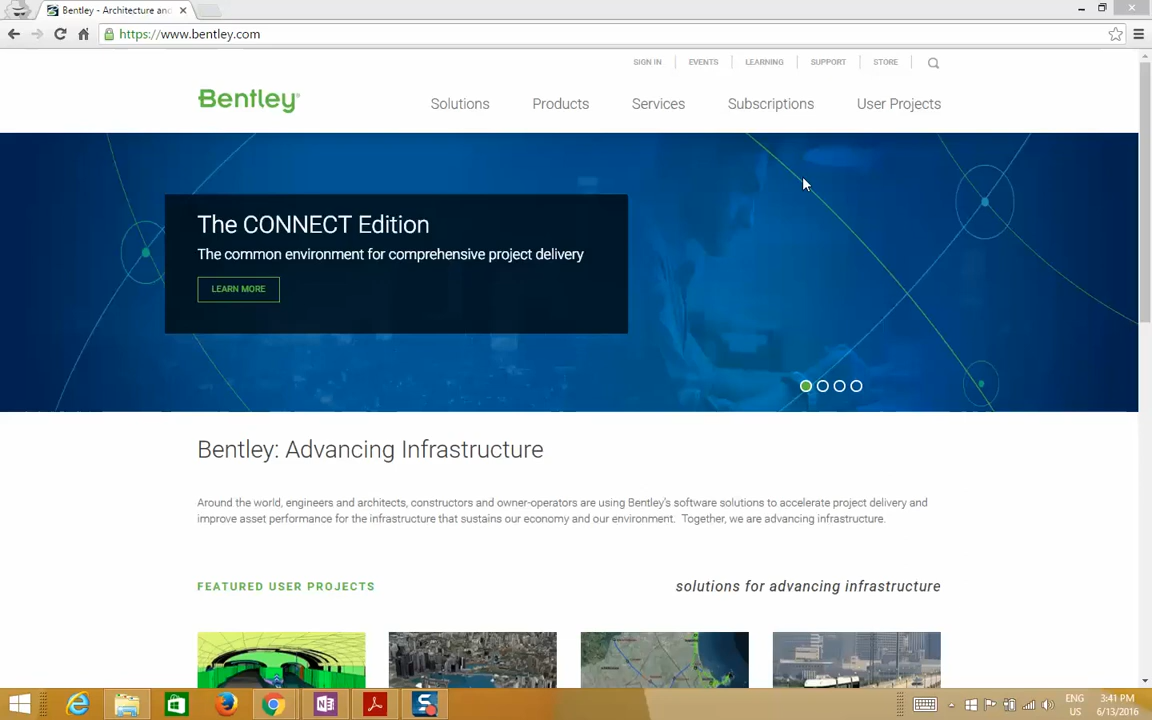 Bentley - Architecture and
https://www.bentley.com
SIGN IN
EVENTS
LEARNING
SUPPORT
STORE
Bentley®
Solutions
Products
Services
Subscriptions
User Projects
The CONNECT Edition
The common environment for comprehensive project delivery
LEARN MORE
Bentley: Advancing Infrastructure
Around the world, engineers and architects, constructors and owner-operators are using Bentley's software solutions to accelerate project delivery and
improve asset performance for the infrastructure that sustains our economy and our environment. Together, we are advancing infrastructure.
FEATURED USER PROJECTS
solutions for advancing infrastructure
ENG
US
3:41 PM
6/13/2016